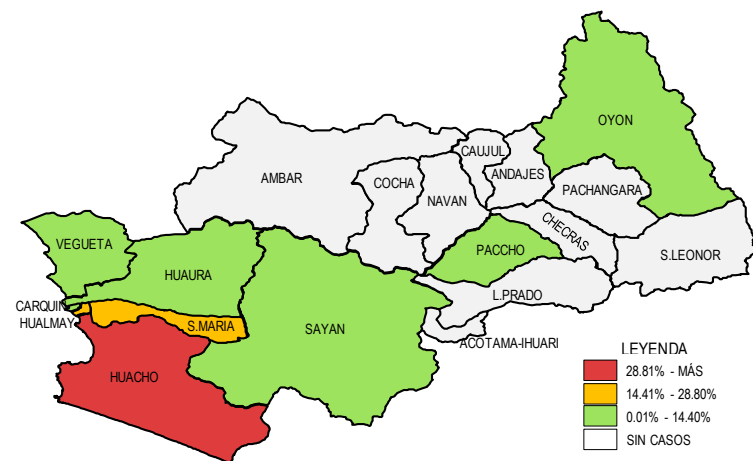 OYON
CAUJUL
ANDAJES
AMBAR
COCHA
PACHANGARA
NAVAN
CHECRAS
VEGUETA
PACCHO
S.LEONOR
HUAURA
L.PRADO
CARQUIN
HUALMAY
S.MARIA
SAYAN
ACOTAMA-IHUARI
HUACHO
LEYENDA
28.81% - MÁS
14.41% - 28.80%
0.01% - 14.40%
SIN CASOS